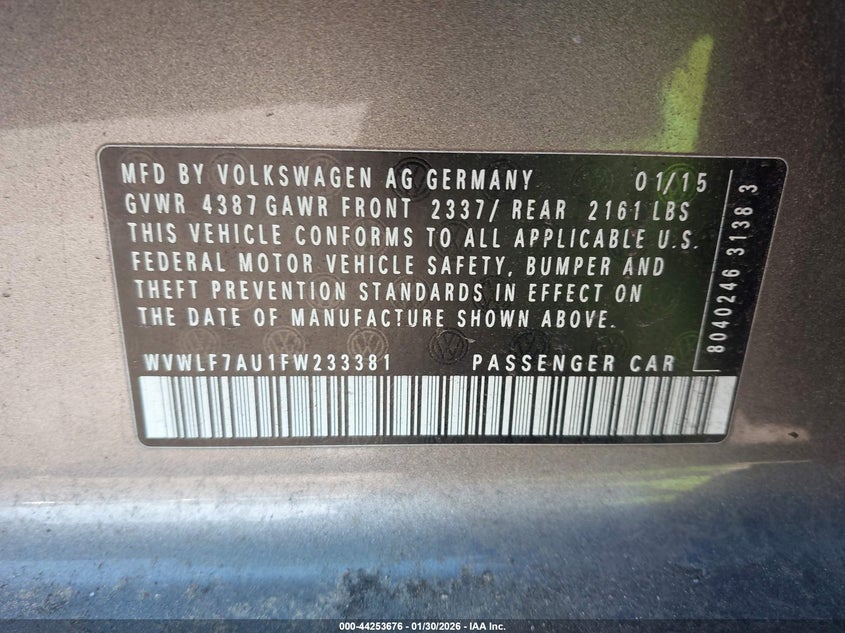 MFD BY VOLKSWAGEN AG GERMANY 01/15
GVWR 4387 GAWR FRONT 2337/ REAR 2161 LBS
THIS VEHICLE CONFORMS TO ALL APPLICABLE U.S.
FEDERAL MOTOR VEHICLE SAFETY, BUMPER AND
THEFT PREVENTION STANDARDS IN EFFECT ON
THE DATE OF MANUFACTURE SHOWN ABOVE.
WVWLF7AU1FW233381 PASSENGER CAR
8040246 3138 3
000-44253676 - 01/30/2026 - IAA Inc.